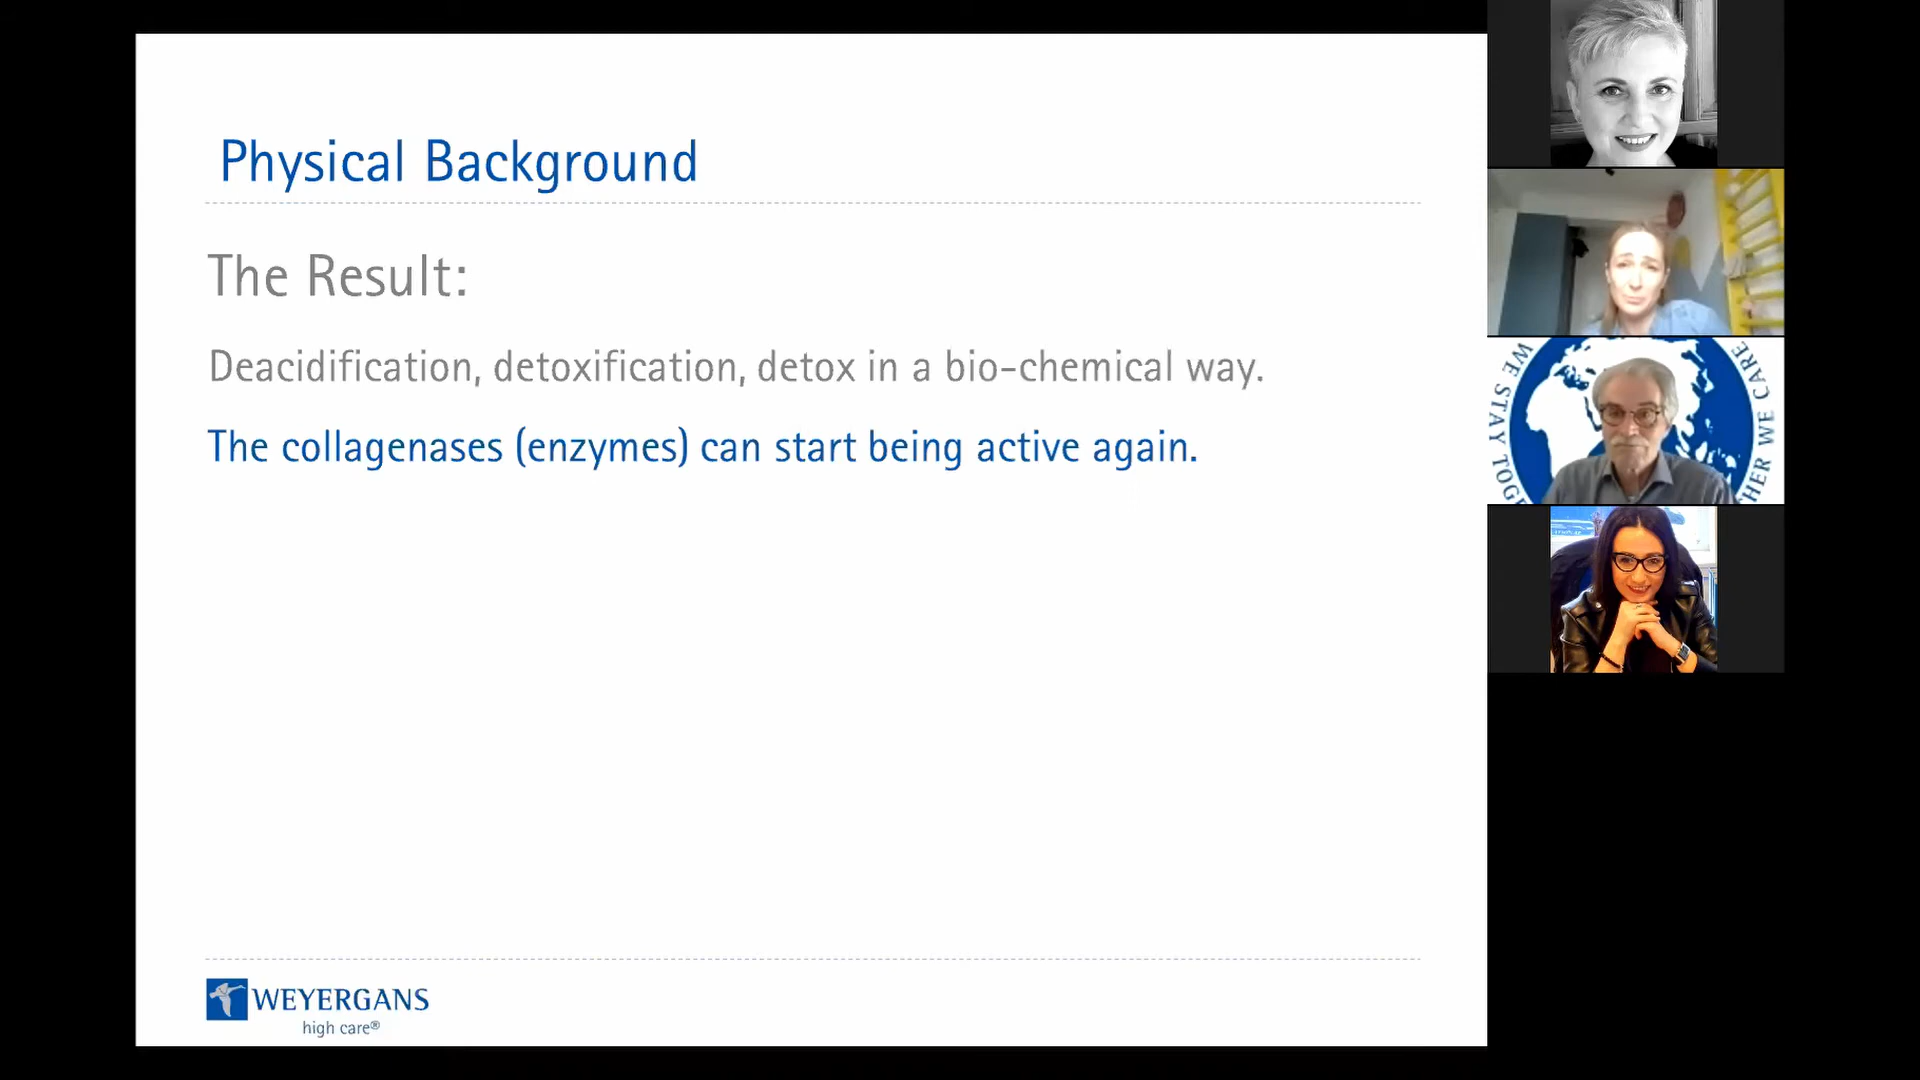 Physical Background
The Result:
Deacidification, detoxification, detox in a bio-chemical way.
The collagenases (enzymes) can start being active again.
WEYERGANS
high care®
WE STAY TOGE
HER WE CARE